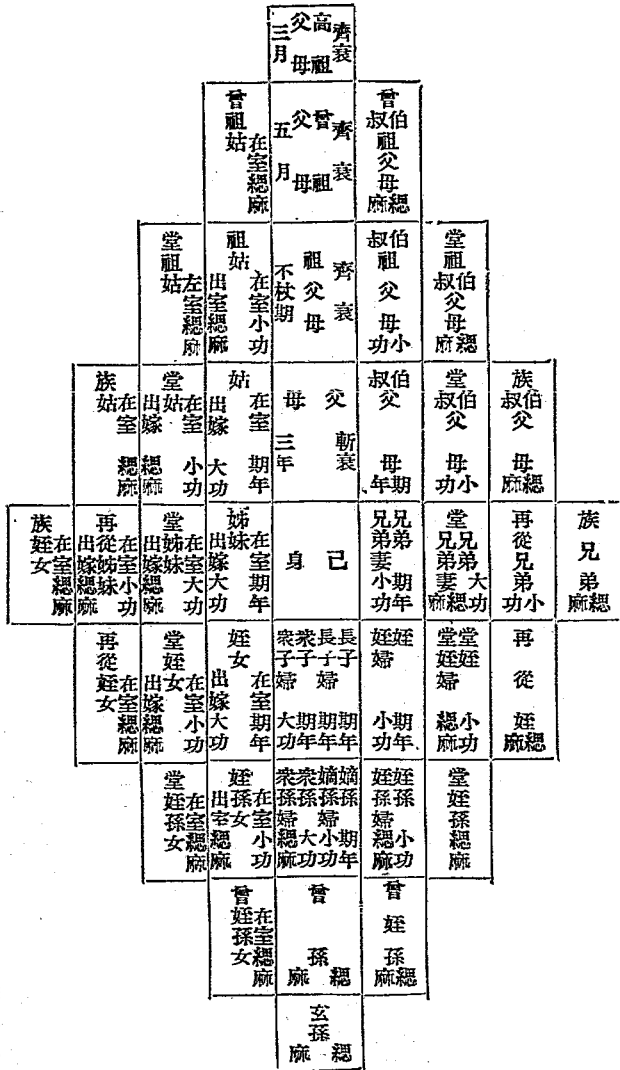 齊衰 高祖父母 三月
曾伯叔祖父母緦麻
齊衰 曾祖父母 五月
曾祖姑 在室緦麻
堂祖伯叔父母緦麻
伯叔祖父母小功
齊衰 祖父母 不杖期
祖姑 在室小功 出室緦麻
堂祖姑 左室緦麻
族伯叔父母緦麻
堂伯叔父母小功
伯叔父母期年
父母 斬衰三年
姑 在室期年 出嫁大功
堂姑 在室小功 出嫁緦麻
族姑 在室緦麻
族兄弟緦麻
再從兄弟小功
堂兄弟大功 兄弟妻緦麻
兄弟期年 兄弟妻小功
己身
姊妹 在室期年 出嫁大功
堂姊妹 在室大功 出嫁緦麻
再從姊妹 在室小功 出嫁緦麻
族姪女 在室緦麻
再從姪緦麻
堂姪小功 堂姪婦緦麻
姪期年 姪婦小功
長子期年 長子婦期年 衆子期年 衆子婦大功
姪女 在室期年 出嫁大功
堂姪女 在室小功 出嫁緦麻
再從姪女 在室緦麻
堂姪孫緦麻
姪孫小功 姪孫婦緦麻
嫡孫期年 嫡孫婦小功 衆孫大功 衆孫婦緦麻
姪孫女 在室小功 出室緦麻
堂姪孫女 在室緦麻
曾姪孫緦麻
曾孫緦麻
曾姪孫女 在室緦麻
玄孫緦麻